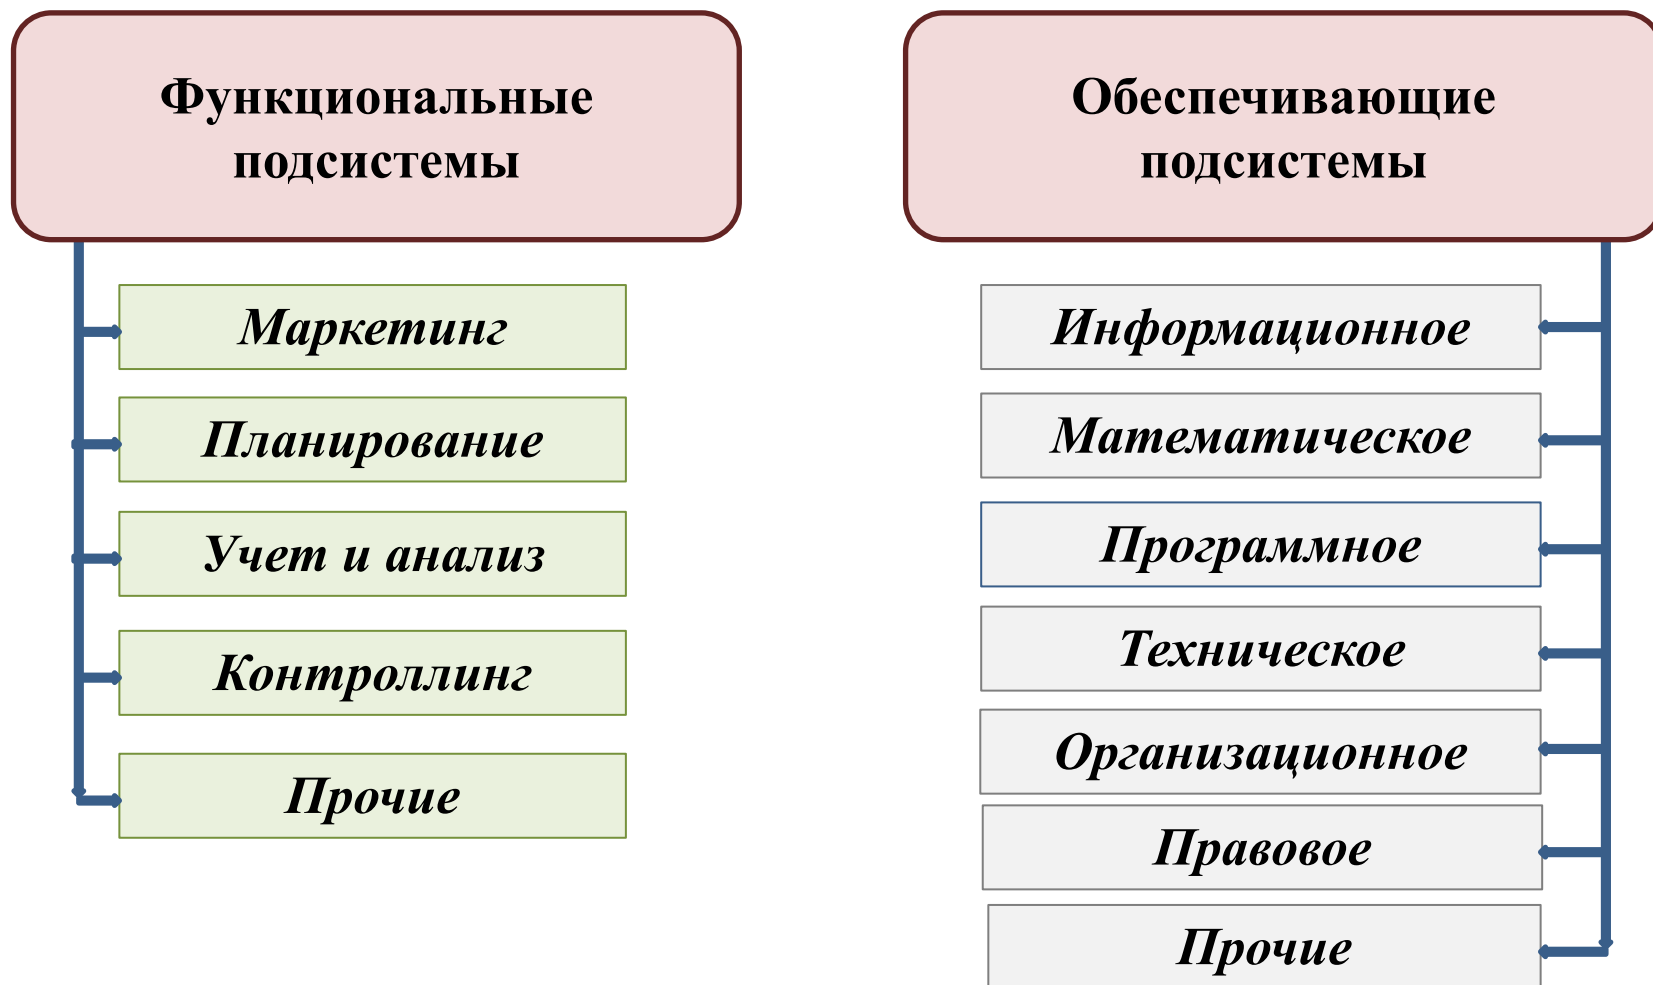 Функциональные
подсистемы
Маркетинг
Планирование
Учет и анализ
Контроллинг
Прочие
Обеспечивающие
подсистемы
Информационное
Математическое
Программное
Техническое
Организационное
Правовое
Прочие